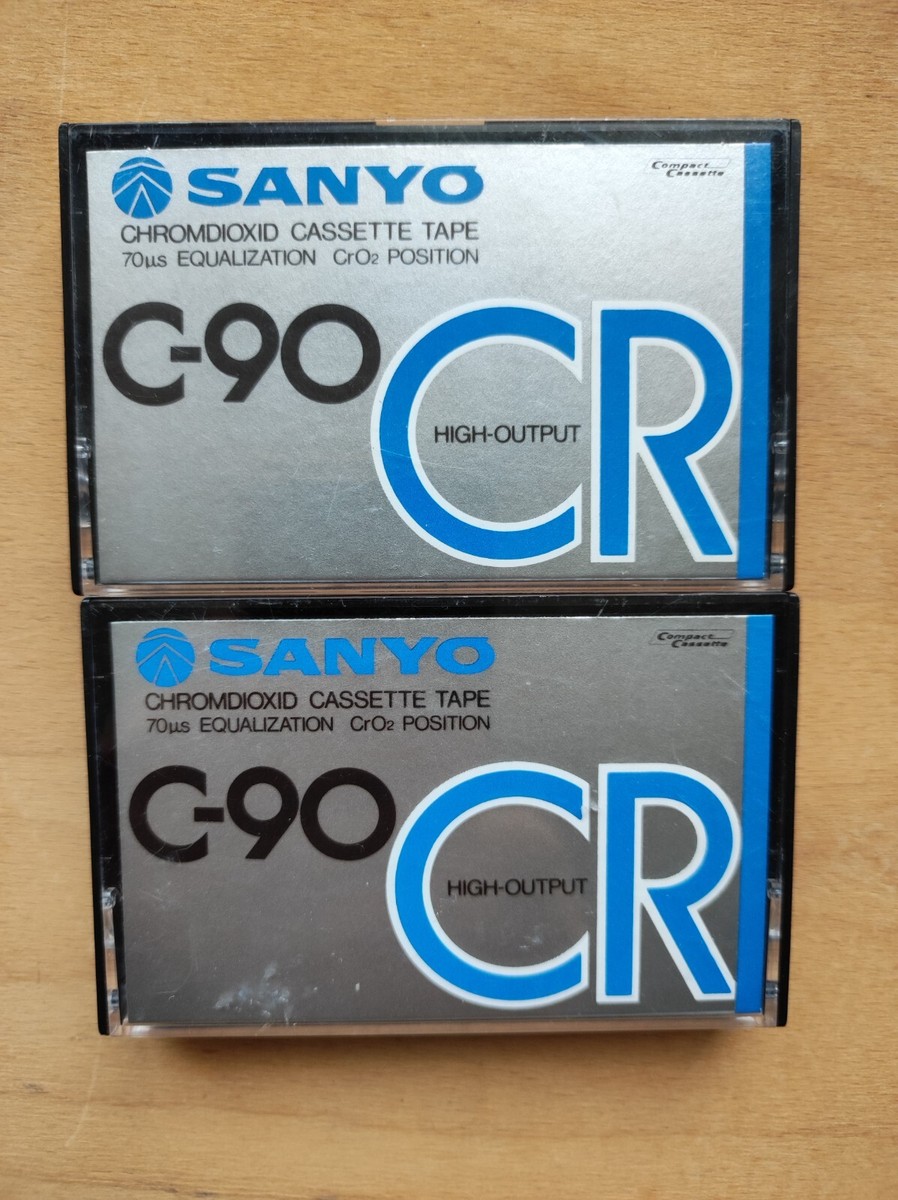 SANYO
Compact
Cassette
CHROMDIOXID CASSETTE TAPE
70µs EQUALIZATION CrO₂ POSITION
C-90
CR
HIGH-OUTPUT
SANYO
Compact
Cassette
CHROMDIOXID CASSETTE TAPE
70µs EQUALIZATION CrO₂ POSITION
C-90
CR
HIGH-OUTPUT